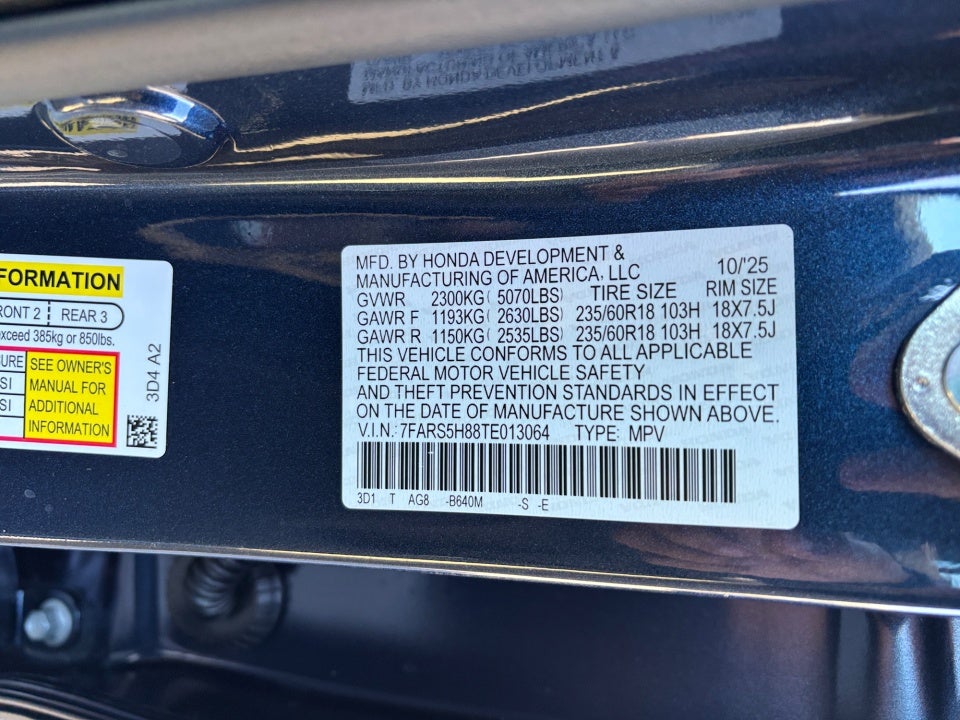 FORMATION
RONT 2 REAR 3
exceed 385kg or 850lbs.
URE SEE OWNER'S
SI MANUAL FOR
SI ADDITIONAL
INFORMATION
3D4 A2
MFD. BY HONDA DEVELOPMENT &
MANUFACTURING OF AMERICA, LLC 10/'25
GVWR 2300KG( 5070LBS) TIRE SIZE RIM SIZE
GAWR F 1193KG( 2630LBS) 235/60R18 103H 18X7.5J
GAWR R 1150KG( 2535LBS) 235/60R18 103H 18X7.5J
THIS VEHICLE CONFORMS TO ALL APPLICABLE
FEDERAL MOTOR VEHICLE SAFETY
AND THEFT PREVENTION STANDARDS IN EFFECT
ON THE DATE OF MANUFACTURE SHOWN ABOVE.
V.I.N.: 7FARS5H88TE013064 TYPE: MPV
3D1 T AG8 -B640M -S -E